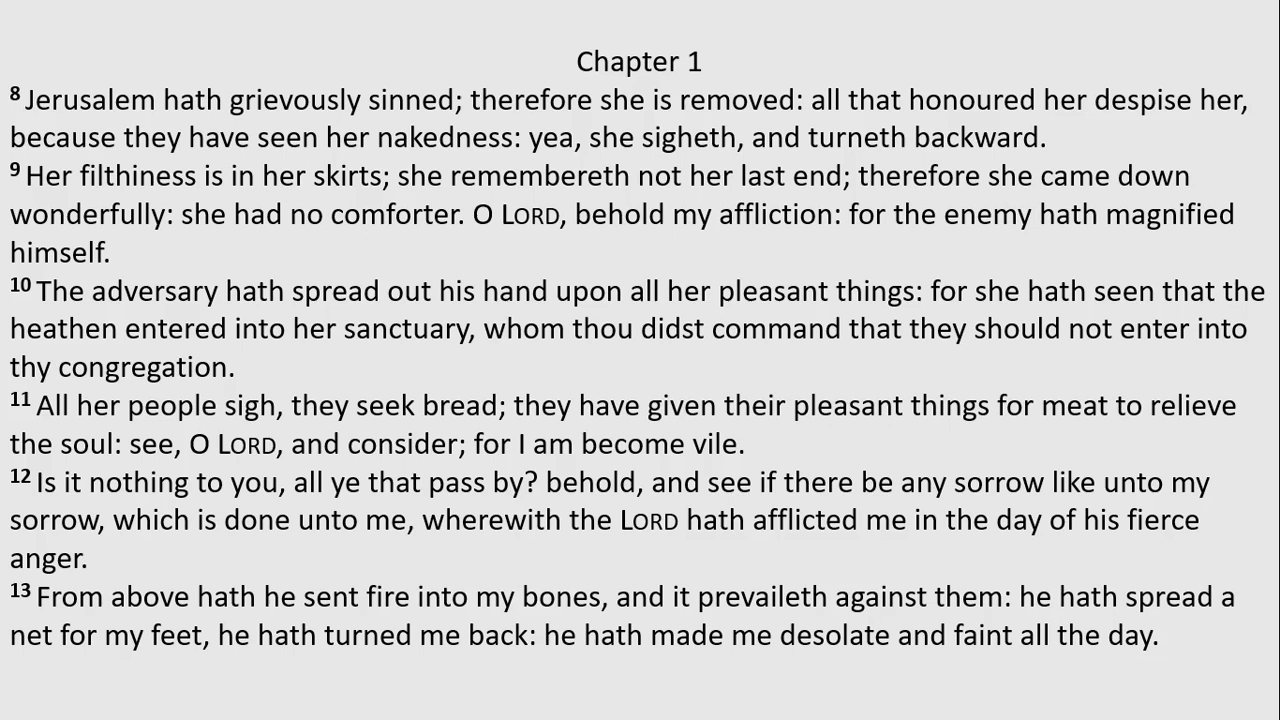 Chapter 1
8 Jerusalem hath grievously sinned; therefore she is removed: all that honoured her despise her,
because they have seen her nakedness: yea, she sigheth, and turneth backward.
9 Her filthiness is in her skirts; she remembereth not her last end; therefore she came down
wonderfully: she had no comforter. O LORD, behold my affliction: for the enemy hath magnified
himself.
10 The adversary hath spread out his hand upon all her pleasant things: for she hath seen that the
heathen entered into her sanctuary, whom thou didst command that they should not enter into
thy congregation.
11 All her people sigh, they seek bread; they have given their pleasant things for meat to relieve
the soul: see, O LORD, and consider; for I am become vile.
12 Is it nothing to you, all ye that pass by? behold, and see if there be any sorrow like unto my
sorrow, which is done unto me, wherewith the LORD hath afflicted me in the day of his fierce
anger.
13 From above hath he sent fire into my bones, and it prevaileth against them: he hath spread a
net for my feet, he hath turned me back: he hath made me desolate and faint all the day.